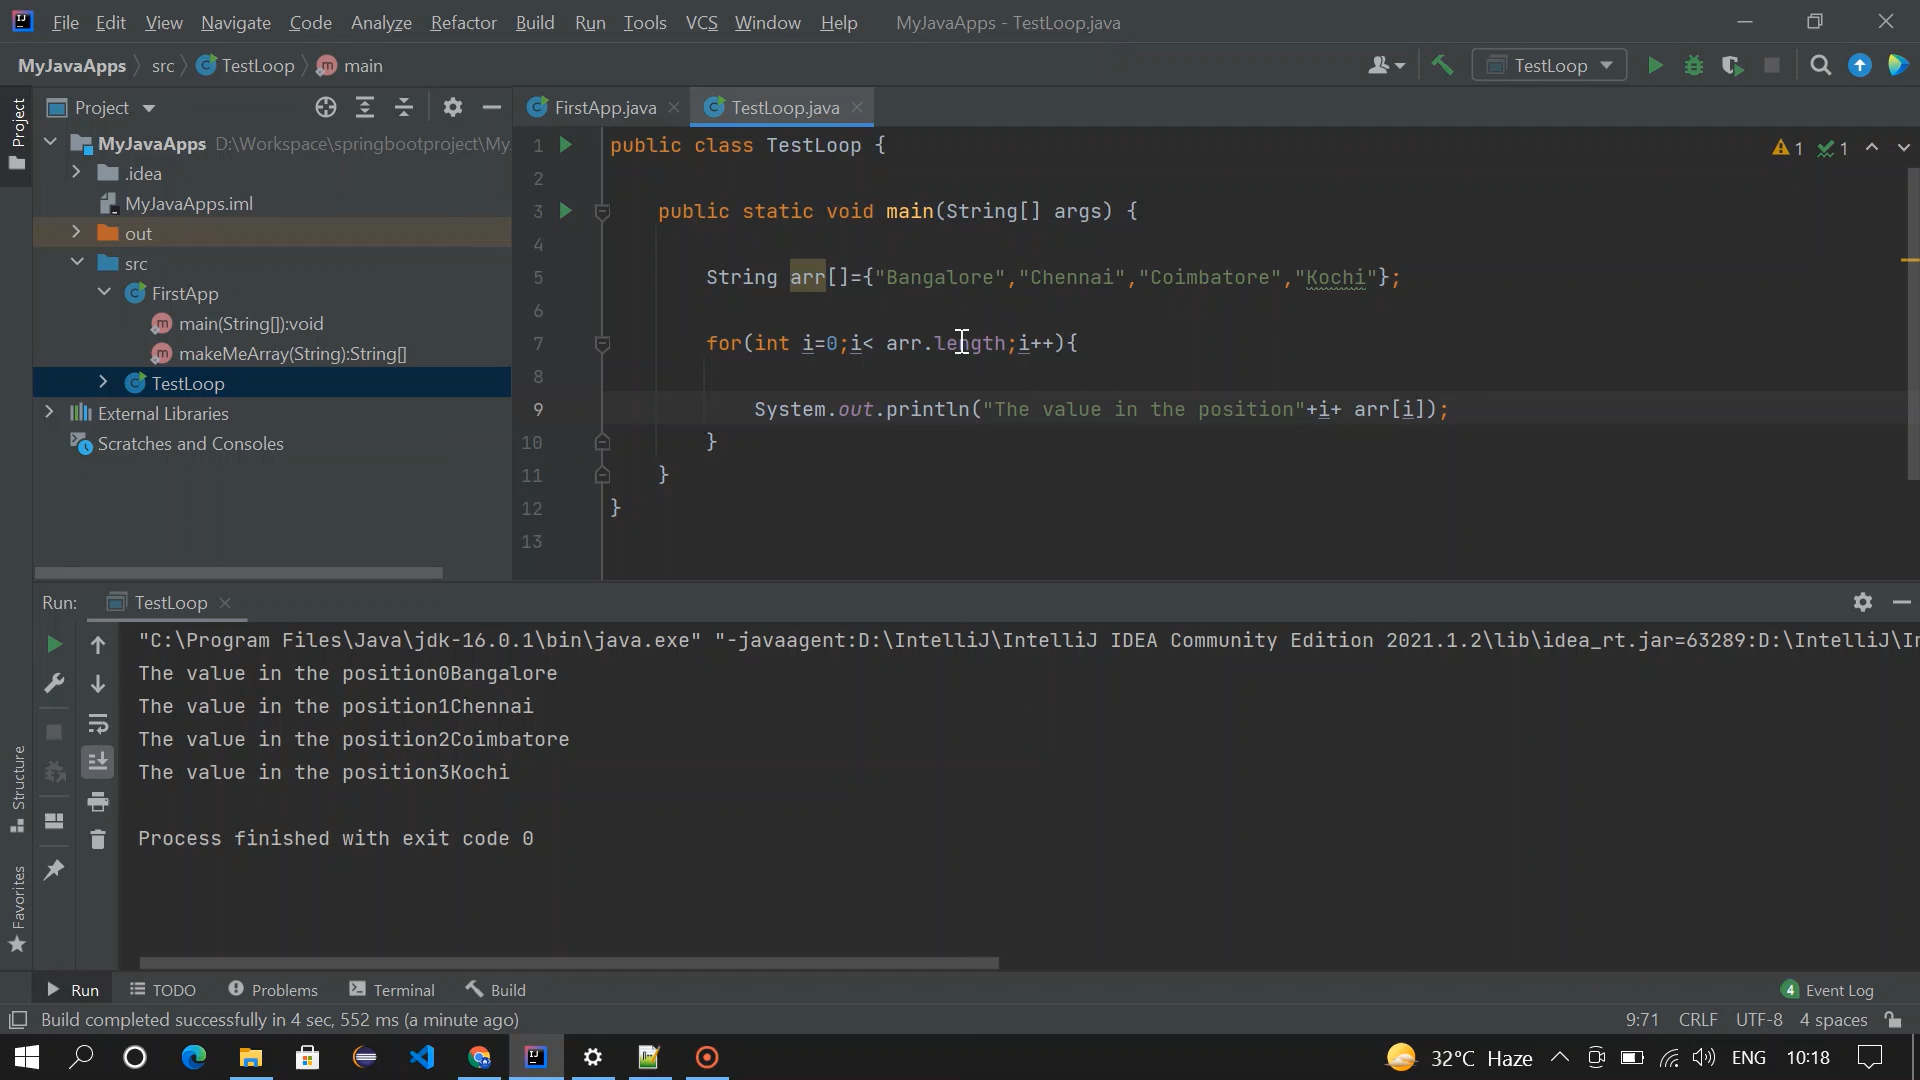 File Edit View Navigate Code Analyze Refactor Build Run Tools VCS Window Help MyJavaApps - TestLoop.java
MyJavaApps src TestLoop main
TestLoop
Project
Project
FirstApp.java
TestLoop.java
MyJavaApps D:\Workspace\springbootproject\My
.idea
MyJavaApps.iml
out
src
FirstApp
main(String[]):void
makeMeArray(String):String[]
TestLoop
External Libraries
Scratches and Consoles
1 public class TestLoop {
2
3 public static void main(String[] args) {
4
5 String arr[]={"Bangalore","Chennai","Coimbatore","Kochi"};
6
7 for(int i=0;i< arr.length;i++){
8
9 System.out.println("The value in the position"+i+ arr[i]);
10 }
11 }
12 }
13
1 1
Run: TestLoop
"C:\Program Files\Java\jdk-16.0.1\bin\java.exe" "-javaagent:D:\IntelliJ\IntelliJ IDEA Community Edition 2021.1.2\lib\idea_rt.jar=63289:D:\IntelliJ\In
The value in the position0Bangalore
The value in the position1Chennai
The value in the position2Coimbatore
The value in the position3Kochi
Process finished with exit code 0
Structure
Favorites
Run TODO Problems Terminal Build 4 Event Log
Build completed successfully in 4 sec, 552 ms (a minute ago) 9:71 CRLF UTF-8 4 spaces
32°C Haze ENG 10:18